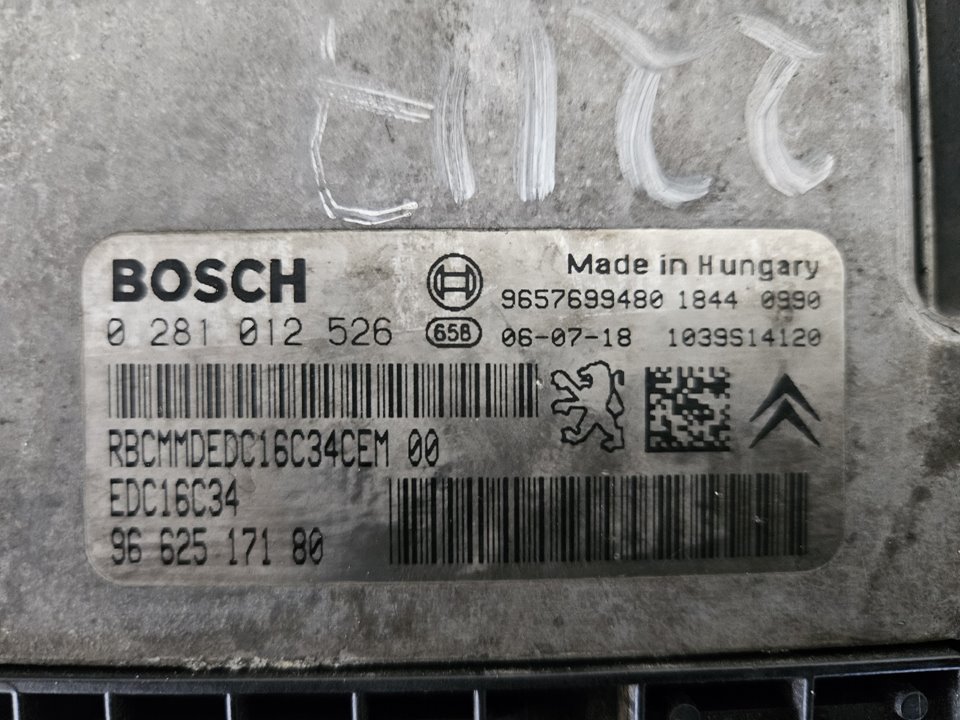 BOSCH
Made in Hungary
9657699480 1844 0990
0 281 012 526
658
06-07-18 1039S14120
RBCMMDEDC16C34CEM 00
EDC16C34
96 625 171 80